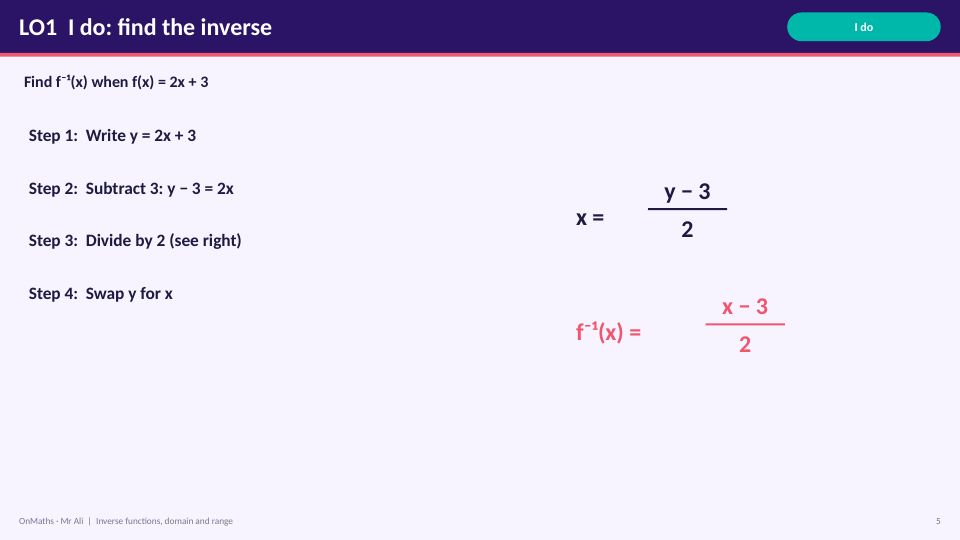 LO1 I do: find the inverse
I do
Find f⁻¹(x) when f(x) = 2x + 3
Step 1: Write y = 2x + 3
Step 2: Subtract 3: y − 3 = 2x
Step 3: Divide by 2 (see right)
Step 4: Swap y for x
y − 3
x =
2
x − 3
f⁻¹(x) =
2
OnMaths - Mr Ali | Inverse functions, domain and range
5